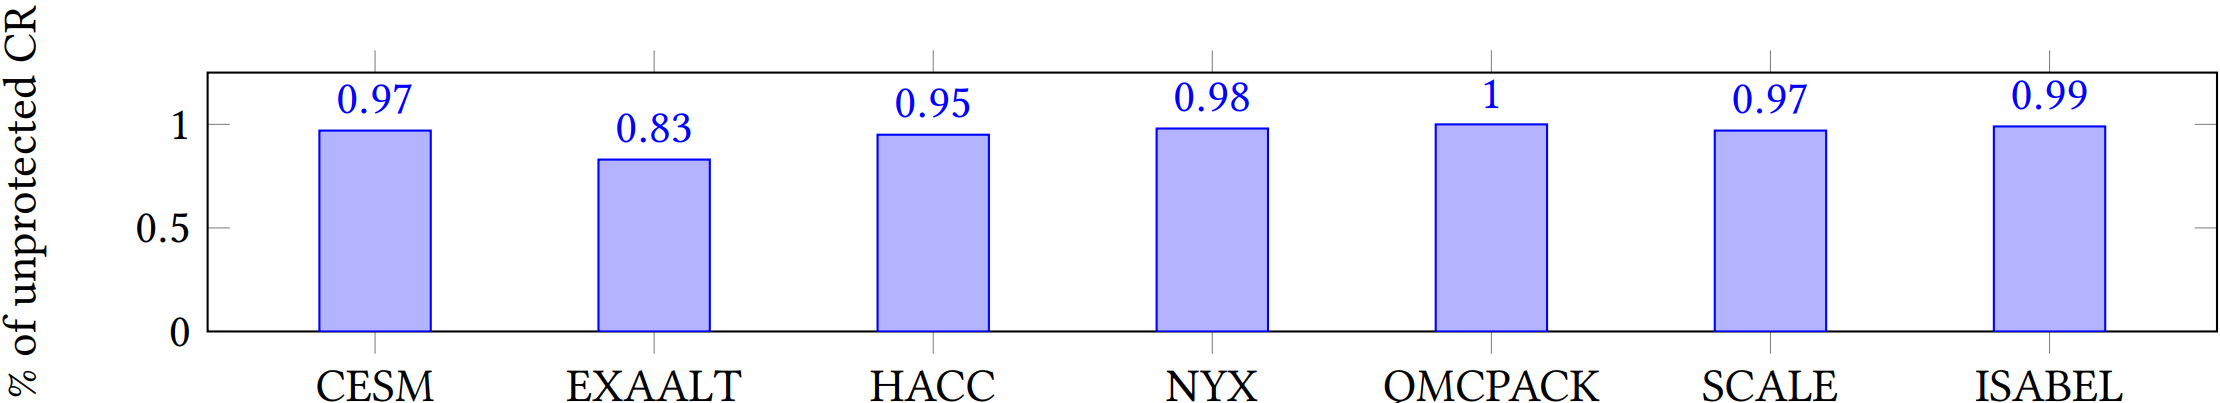 % of unprotected CR
0.97
0.83
0.95
0.98
1
0.97
0.99
1
0.5
0
CESM
EXAALT
HACC
NYX
QMCPACK
SCALE
ISABEL